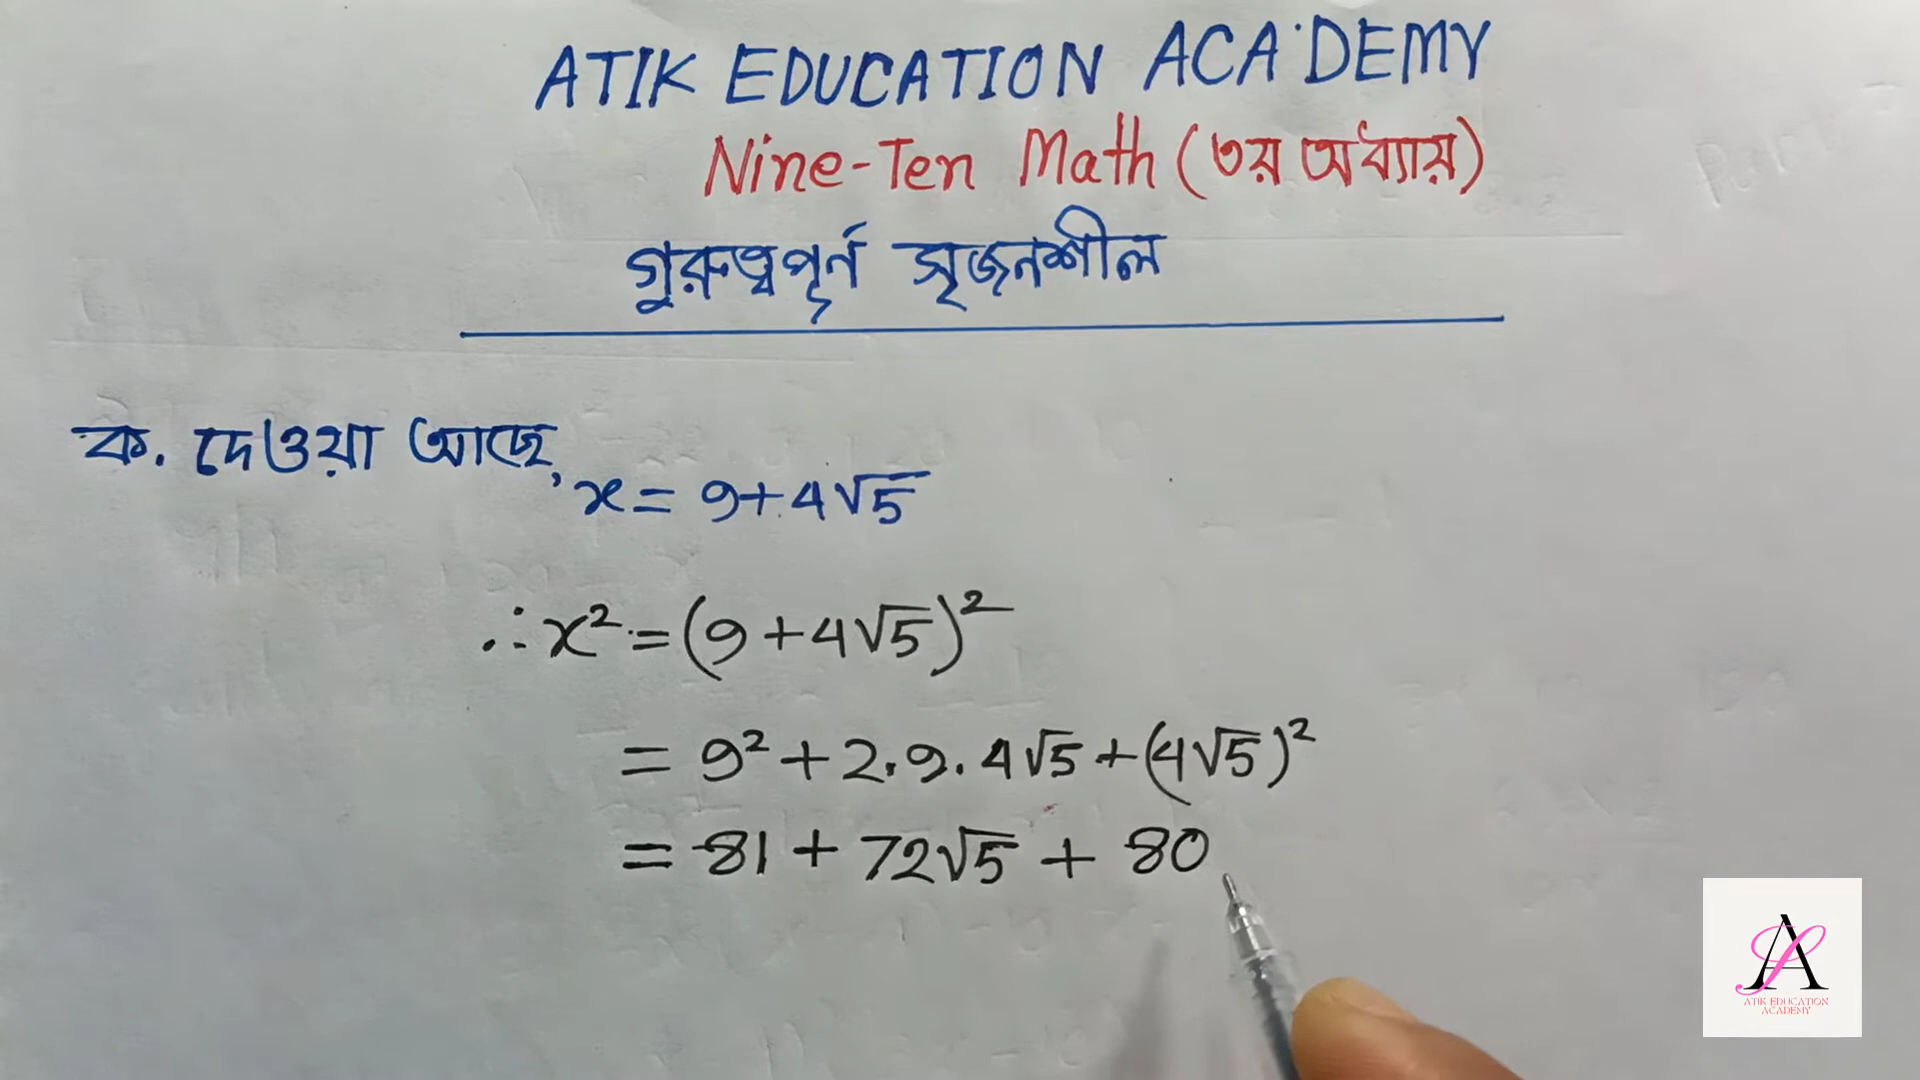 ATIK EDUCATION ACADEMY
Nine-Ten Math (৩য় অধ্যায়)
গুরুত্বপূর্ন সৃজনশীল
ক. দেওয়া আছে,
x = 9+4√5
∴ x² = (9+4√5)²
= 9² + 2.9.4√5 + (4√5)²
= 81 + 72√5 + 80
ATIK EDUCATION
ACADEMY